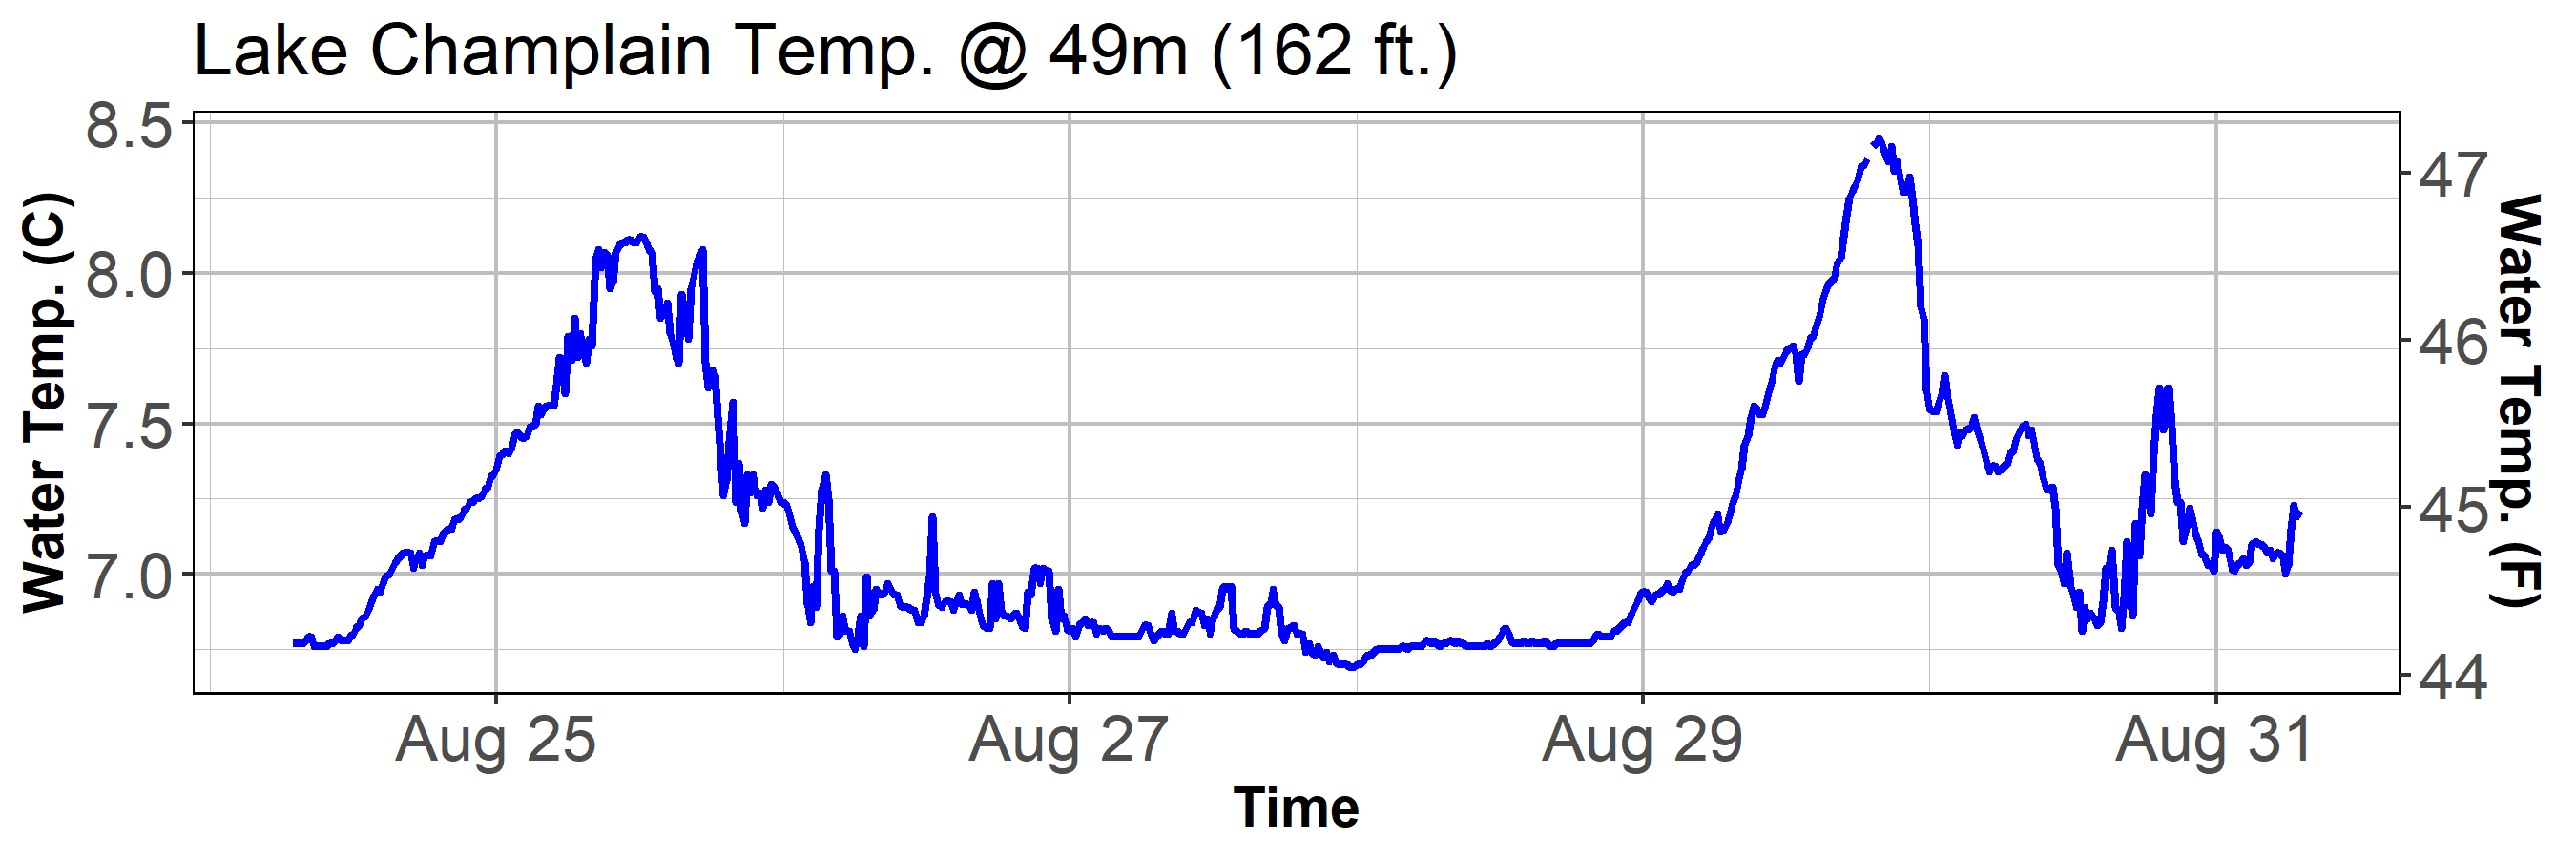 Lake Champlain Temp. @ 49m (162 ft.)
Water Temp. (C)
8.5
8.0
7.5
7.0
47
46
45
44
Water Temp. (F)
Aug 25 Aug 27 Aug 29 Aug 31
Time